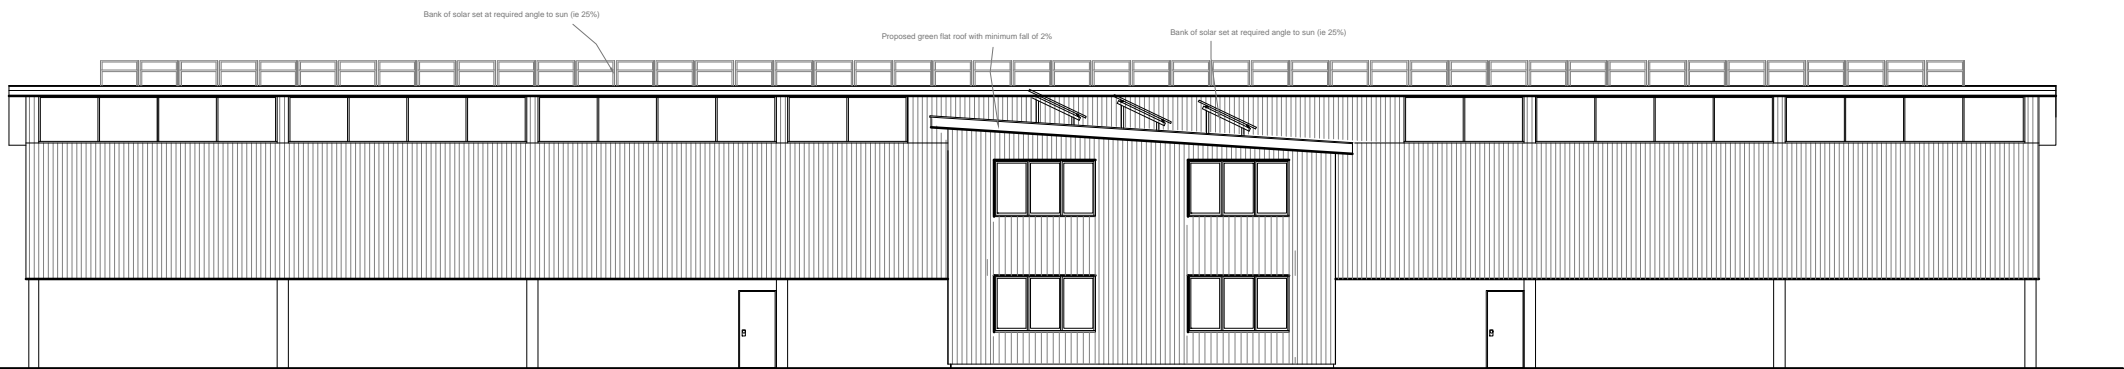 Bank of solar set at required angle to sun (ie 25%)
Proposed green flat roof with minimum fall of 2%
Bank of solar set at required angle to sun (ie 25%)